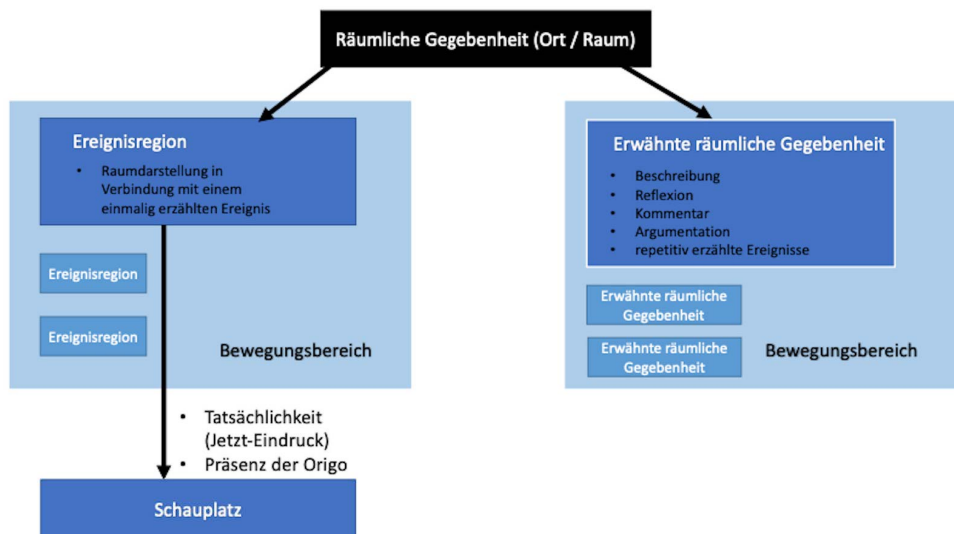 Räumliche Gegebenheit (Ort / Raum)
Ereignisregion
• Raumdarstellung in
Verbindung mit einem
einmalig erzählten Ereignis
Ereignisregion
Ereignisregion
Bewegungsbereich
• Tatsächlichkeit
(Jetzt-Eindruck)
• Präsenz der Origo
Schauplatz
Erwähnte räumliche Gegebenheit
• Beschreibung
• Reflexion
• Kommentar
• Argumentation
• repetitiv erzählte Ereignisse
Erwähnte räumliche
Gegebenheit
Erwähnte räumliche
Gegebenheit
Bewegungsbereich